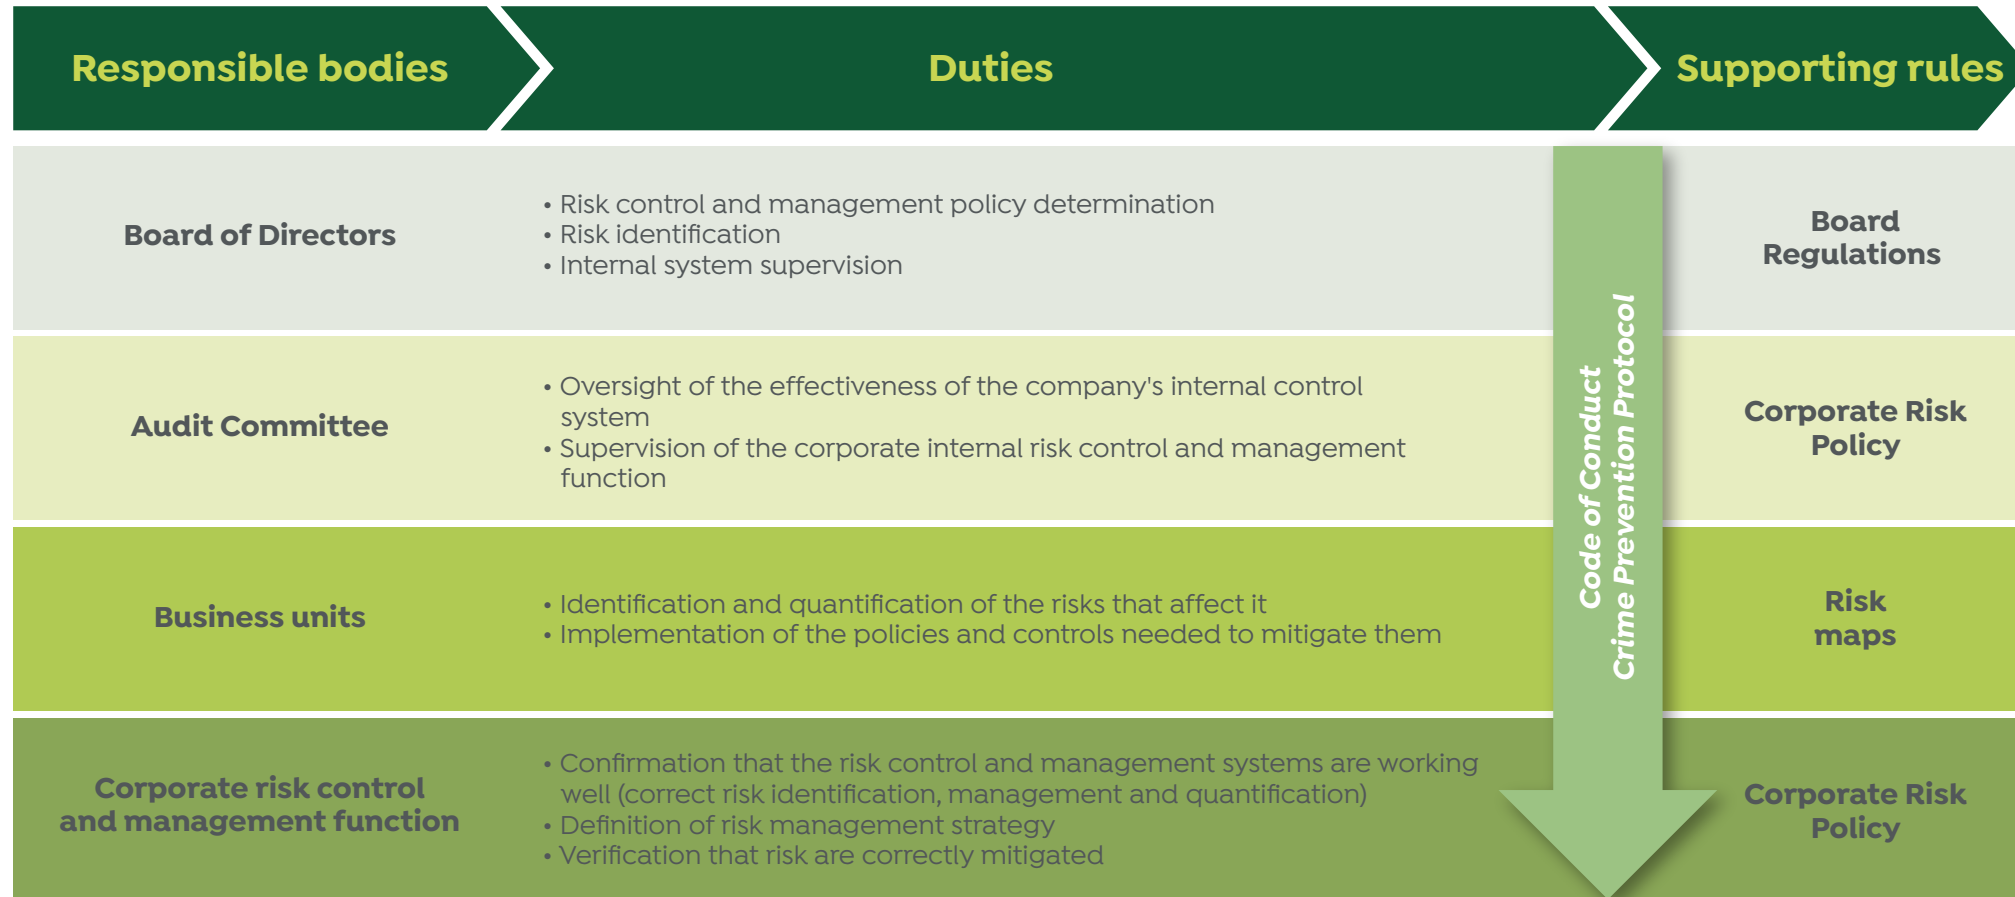 Responsible bodies
Duties
Supporting rules
Board of Directors
• Risk control and management policy determination
• Risk identification
• Internal system supervision
Board
Regulations
Audit Committee
• Oversight of the effectiveness of the company's internal control
system
• Supervision of the corporate internal risk control and management
function
Corporate Risk
Policy
Business units
• Identification and quantification of the risks that affect it
• Implementation of the policies and controls needed to mitigate them
Risk
maps
Corporate risk control
and management function
• Confirmation that the risk control and management systems are working
well (correct risk identification, management and quantification)
• Definition of risk management strategy
• Verification that risk are correctly mitigated
Corporate Risk
Policy
Code of Conduct
Crime Prevention Protocol